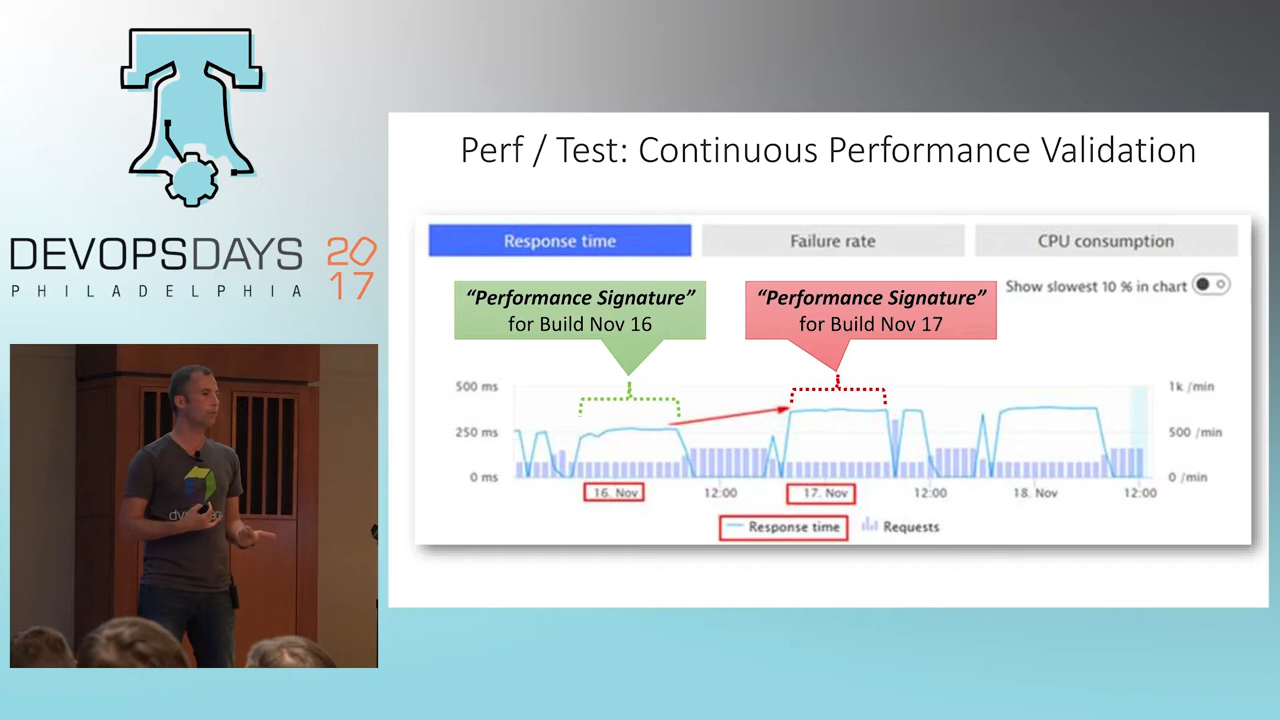 DEVOPSDAYS 2017
PHILADELPHIA
Perf / Test: Continuous Performance Validation
Response time
Failure rate
CPU consumption
Show slowest 10 % in chart
“Performance Signature”
for Build Nov 16
“Performance Signature”
for Build Nov 17
500 ms
250 ms
0 ms
1k /min
500 /min
0 /min
16. Nov
12:00
17. Nov
12:00
18. Nov
12:00
Response time
Requests